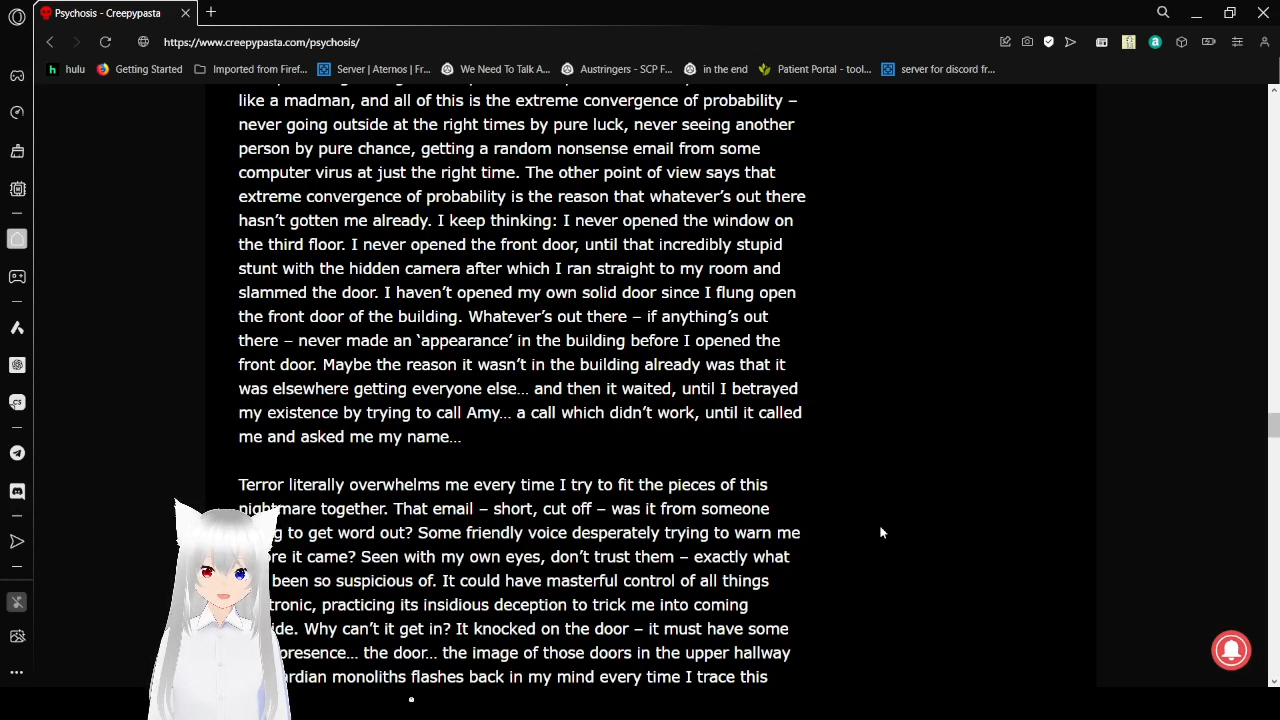 Psychosis - Creepypasta
https://www.creepypasta.com/psychosis/
hulu
Getting Started
Imported from Firef...
Server | Aternos | Fr...
We Need To Talk A...
Austringers - SCP F...
in the end
Patient Portal - tool...
server for discord fr...
like a madman, and all of this is the extreme convergence of probability –
never going outside at the right times by pure luck, never seeing another
person by pure chance, getting a random nonsense email from some
computer virus at just the right time. The other point of view says that
extreme convergence of probability is the reason that whatever’s out there
hasn’t gotten me already. I keep thinking: I never opened the window on
the third floor. I never opened the front door, until that incredibly stupid
stunt with the hidden camera after which I ran straight to my room and
slammed the door. I haven’t opened my own solid door since I flung open
the front door of the building. Whatever’s out there – if anything’s out
there – never made an ‘appearance’ in the building before I opened the
front door. Maybe the reason it wasn’t in the building already was that it
was elsewhere getting everyone else… and then it waited, until I betrayed
my existence by trying to call Amy… a call which didn’t work, until it called
me and asked me my name…
Terror literally overwhelms me every time I try to fit the pieces of this
nightmare together. That email – short, cut off – was it from someone
to get word out? Some friendly voice desperately trying to warn me
it came? Seen with my own eyes, don’t trust them – exactly what
been so suspicious of. It could have masterful control of all things
tronic, practicing its insidious deception to trick me into coming
ide. Why can’t it get in? It knocked on the door – it must have some
presence… the door… the image of those doors in the upper hallway
rdian monoliths flashes back in my mind every time I trace this